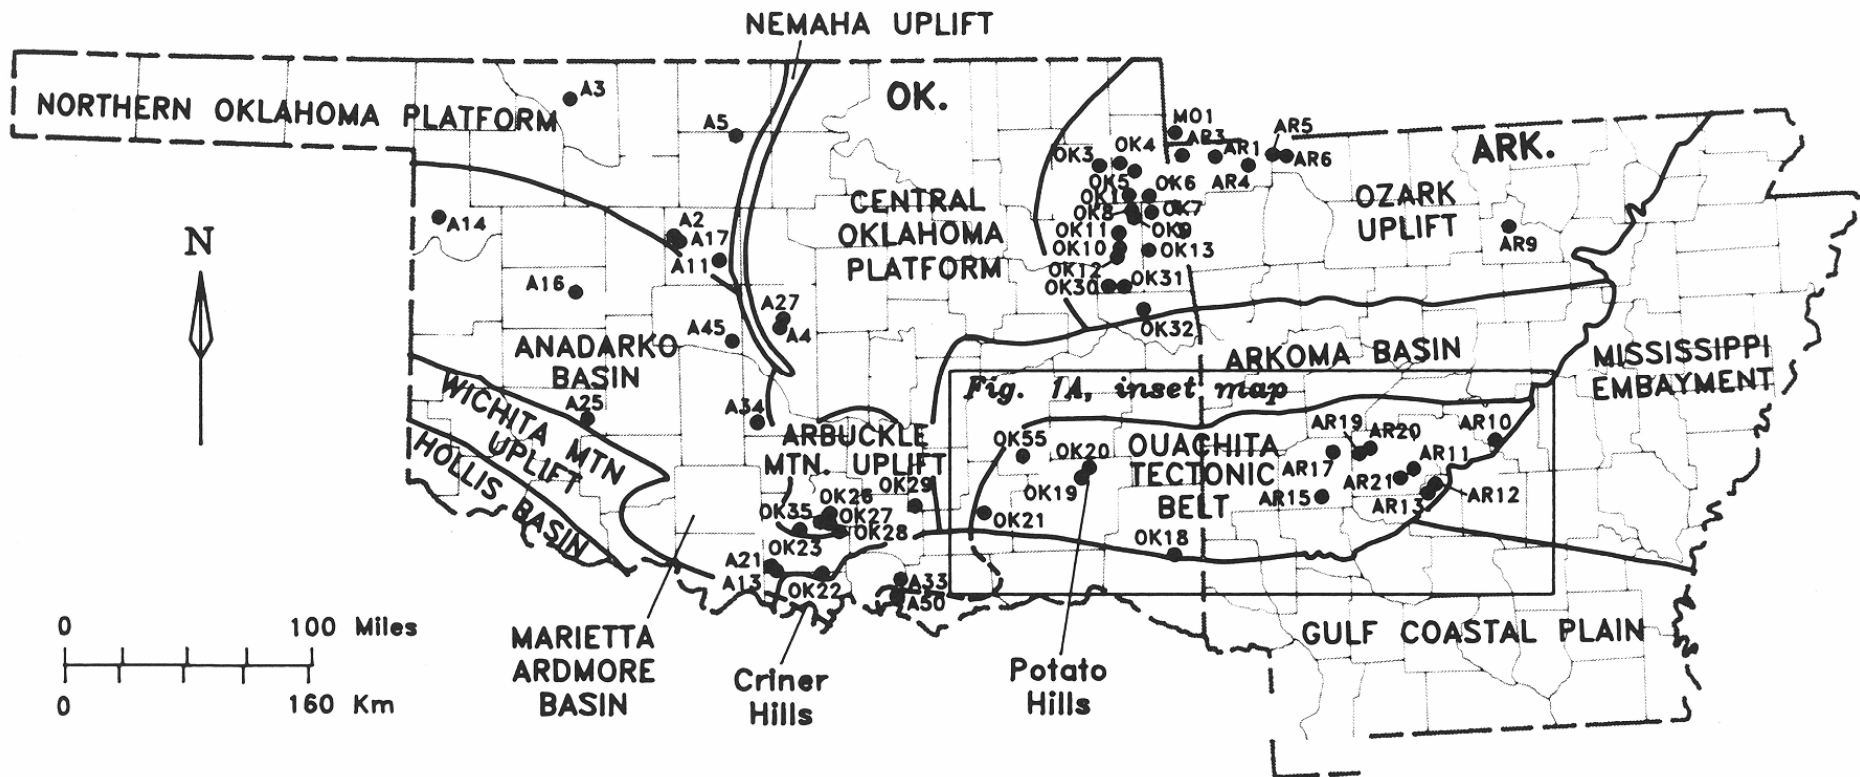 NEMAHA UPLIFT
OK.
ARK.
NORTHERN OKLAHOMA PLATFORM
A3
A5
MO1
AR3
AR1
AR5
AR6
AR4
OK3
OK4
OK5
OK6
OK1
OK7
OK8
OK9
OK11
OK10
OK13
OK12
OK30
OK31
OK32
CENTRAL
OKLAHOMA
PLATFORM
OZARK
UPLIFT
AR9
A14
A2
A17
A11
A16
A27
A4
A45
N
ANADARKO
BASIN
ARKOMA BASIN
MISSISSIPPI
EMBAYMENT
Fig. 1A, inset map
WICHITA MTN
UPLIFT
A25
A34
HOLLIS BASIN
ARBUCKLE
MTN. UPLIFT
OK29
OK26
OK35
OK27
OK28
OK23
OK55
OK20
OK19
OK21
OUACHITA
TECTONIC
BELT
AR19
AR20
AR10
AR17
AR11
AR21
AR15
AR13
AR12
OK18
A21
A13
OK22
A33
A50
0 100 Miles
0 160 Km
MARIETTA
ARDMORE
BASIN
Criner
Hills
Potato
Hills
GULF COASTAL PLAIN